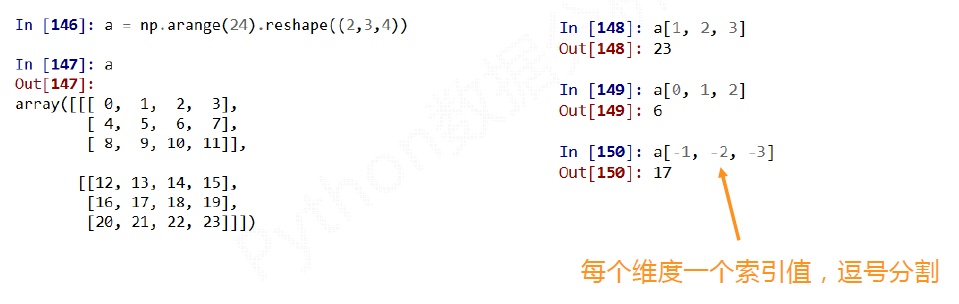 In [146]: a = np.arange(24).reshape((2,3,4))
In [147]: a
Out[147]:
array([[[ 0,  1,  2,  3],
        [ 4,  5,  6,  7],
        [ 8,  9, 10, 11]],
       [[12, 13, 14, 15],
        [16, 17, 18, 19],
        [20, 21, 22, 23]]])
In [148]: a[1, 2, 3]
Out[148]: 23
In [149]: a[0, 1, 2]
Out[149]: 6
In [150]: a[-1, -2, -3]
Out[150]: 17
每个维度一个索引值，逗号分割
Python数据分